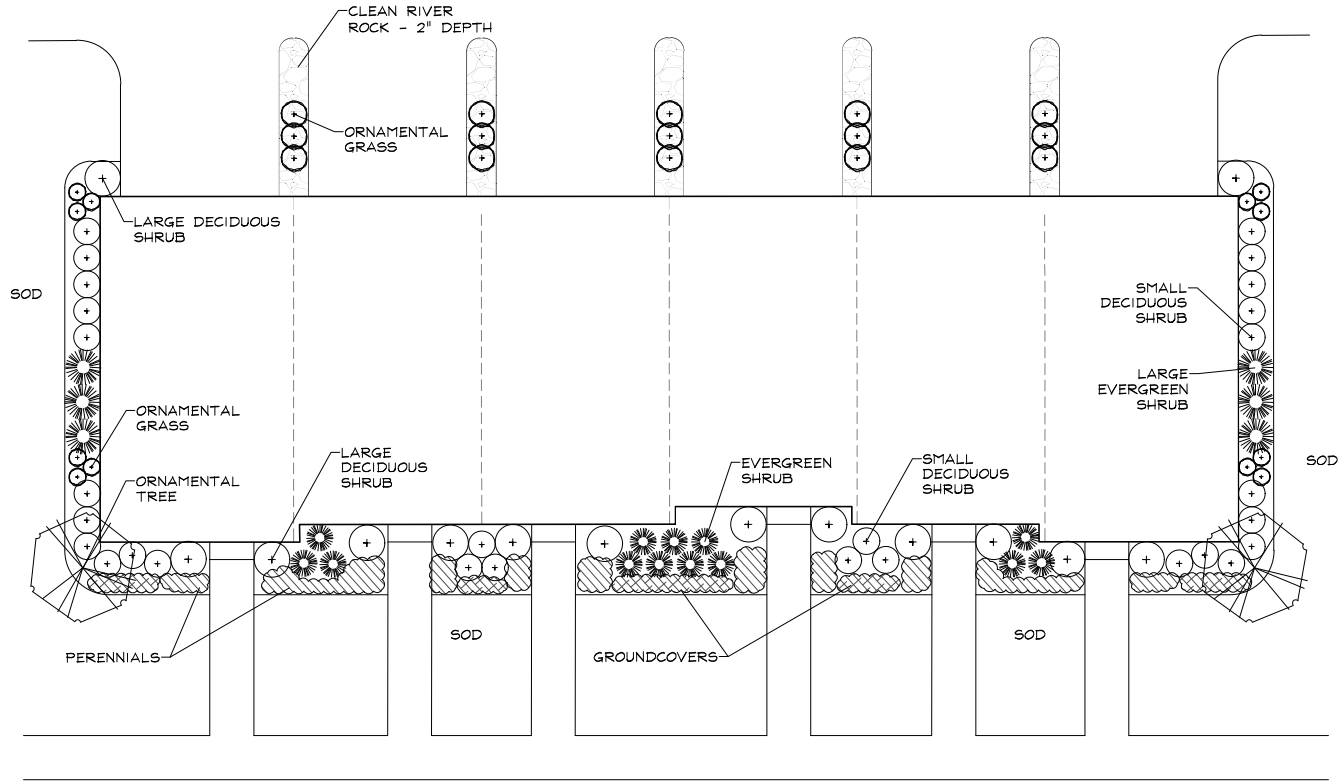 CLEAN RIVER
ROCK - 2" DEPTH
ORNAMENTAL
GRASS
LARGE DECIDUOUS
SHRUB
SOD
SMALL
DECIDUOUS
SHRUB
LARGE
EVERGREEN
SHRUB
ORNAMENTAL
GRASS
LARGE
DECIDUOUS
SHRUB
EVERGREEN
SHRUB
SMALL
DECIDUOUS
SHRUB
SOD
ORNAMENTAL
TREE
SOD
SOD
PERENNIALS
GROUNDCOVERS